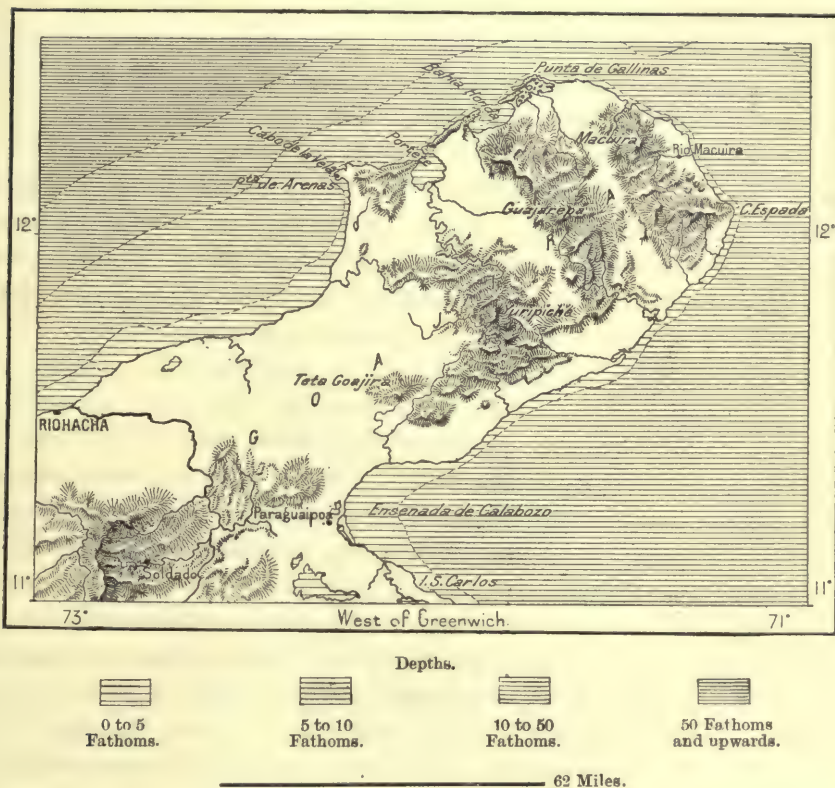 Punta de Gallinas
Bahia Honda
Portete
Cabo de la Vela
Pta. de Arenas
Macuira
Rio Macuira
12°
Guajarepa
A
C. Espada
12°
R
I
J
O
Yuripiche
A
Teta Goajira
O
RIOHACHA
G
Paraguaipoa
Ensenada de Calabozo
Soldado
11°
I. S. Carlos
11°
73°
West of Greenwich.
71°
Depths.
0 to 5
Fathoms.
5 to 10
Fathoms.
10 to 50
Fathoms.
50 Fathoms
and upwards.
62 Miles.